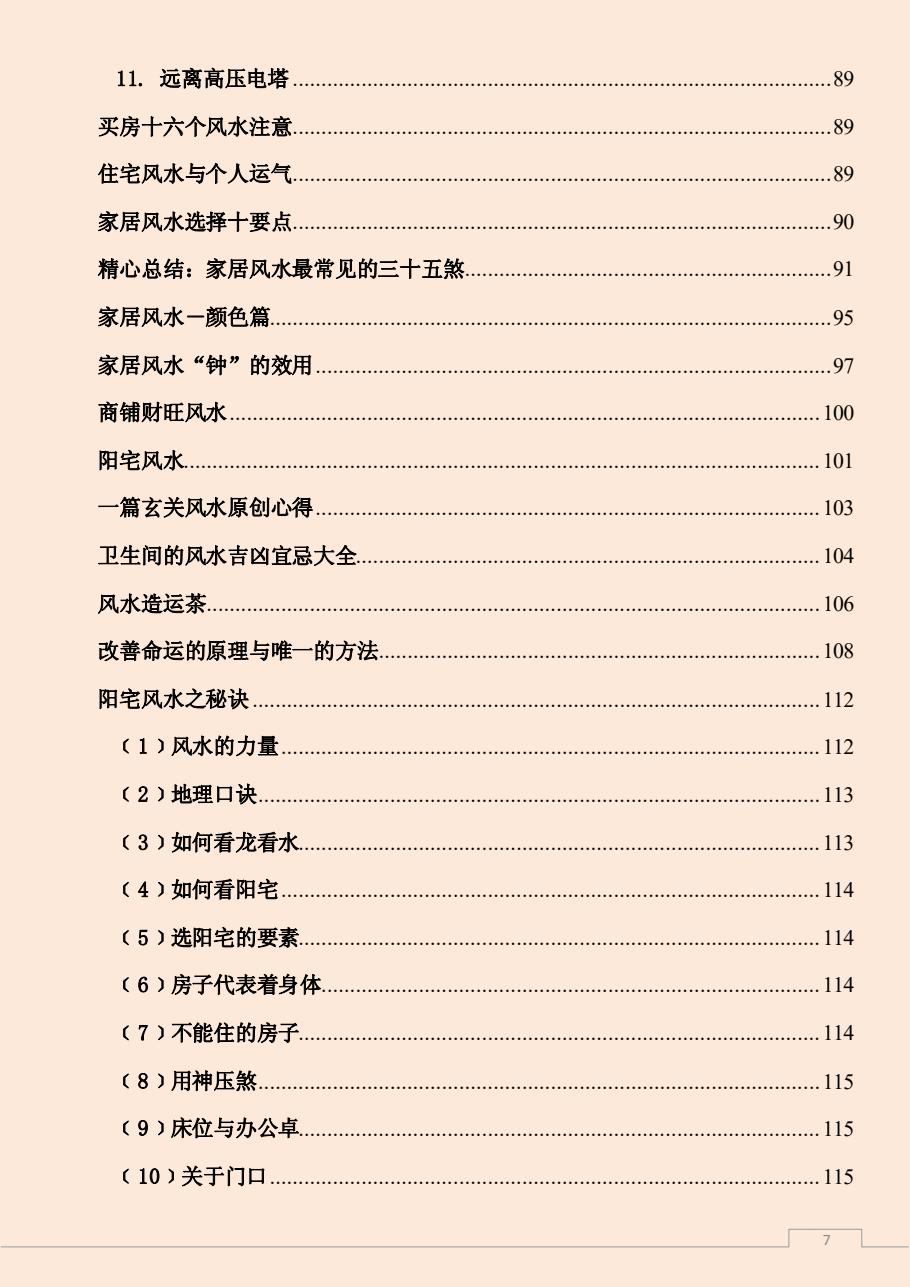 11. 远离高压电塔........................................89
买房十六个风水注意........................................89
住宅风水与个人运气........................................89
家居风水选择十要点........................................90
精心总结：家居风水最常见的三十五煞........................................91
家居风水－颜色篇........................................95
家居风水“钟”的效用........................................97
商铺财旺风水........................................100
阳宅风水........................................101
一篇玄关风水原创心得........................................103
卫生间的风水吉凶宜忌大全........................................104
风水造运茶........................................106
改善命运的原理与唯一的方法........................................108
阳宅风水之秘诀........................................112
﹙1﹚风水的力量........................................112
﹙2﹚地理口诀........................................113
﹙3﹚如何看龙看水........................................113
﹙4﹚如何看阳宅........................................114
﹙5﹚选阳宅的要素........................................114
﹙6﹚房子代表着身体........................................114
﹙7﹚不能住的房子........................................114
﹙8﹚用神压煞........................................115
﹙9﹚床位与办公卓........................................115
﹙10﹚关于门口........................................115
7